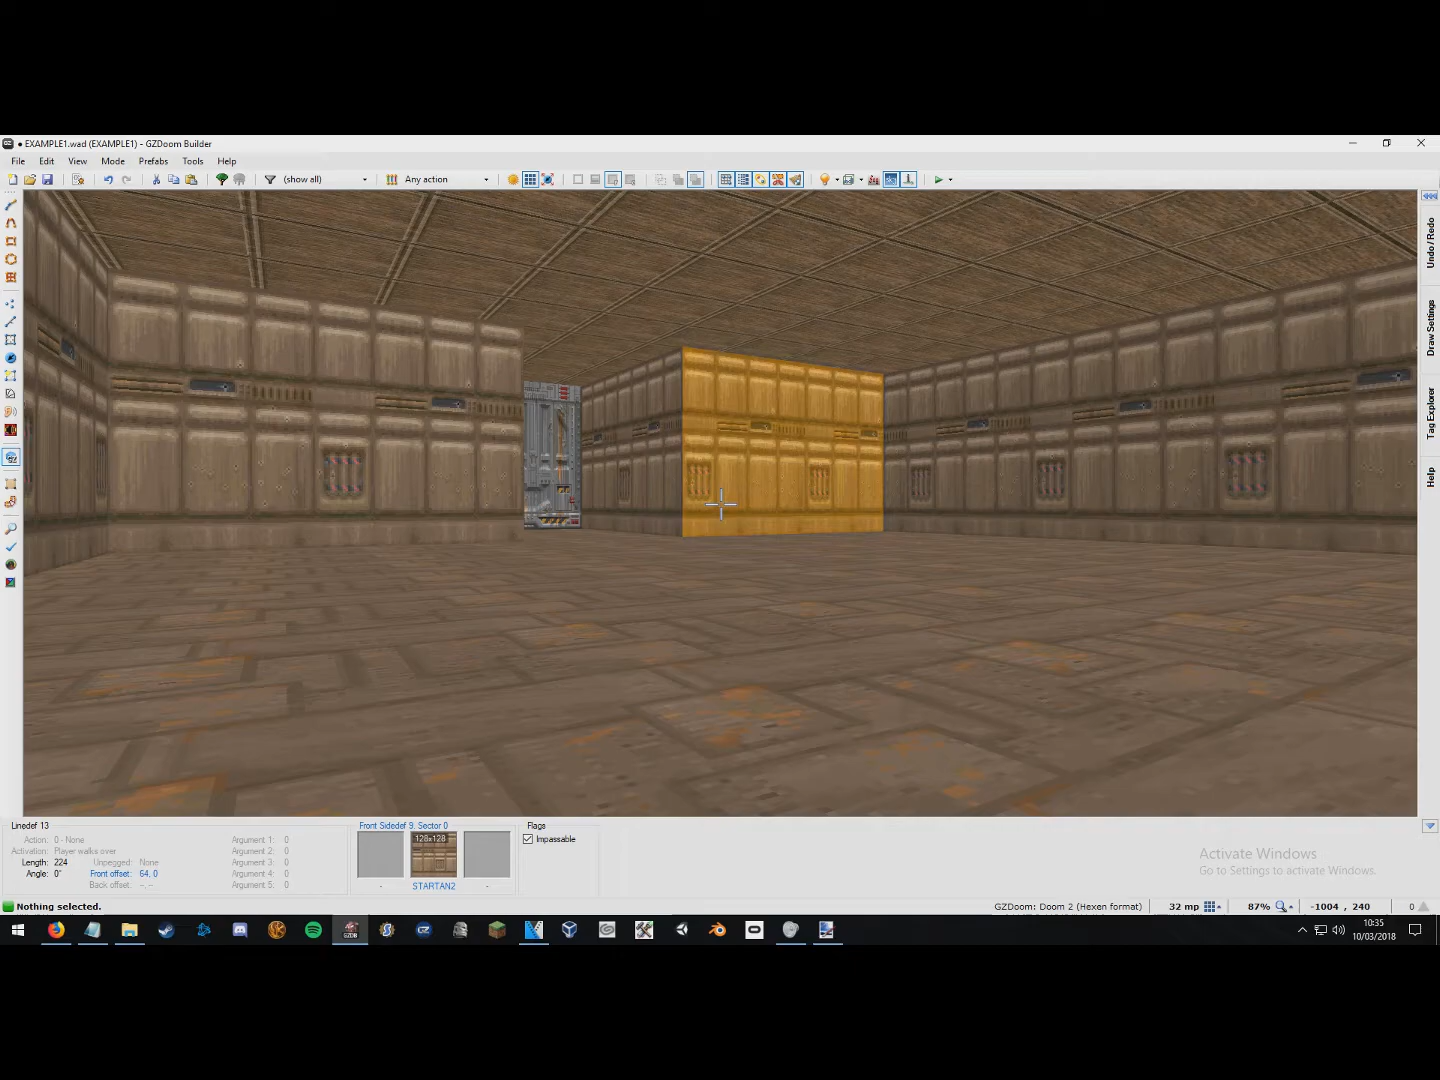 • EXAMPLE1.wad (EXAMPLE1) - GZDoom Builder
File Edit View Mode Prefabs Tools Help
(show all) Any action
Undo / Redo
Draw Settings
Tag Explorer
Help
Linedef 13
Action: 0 - None
Activation: Player walks over
Length: 224 Unpegged: None
Angle: 0° Front offset: 64, 0
Back offset: --, --
Argument 1: 0
Argument 2: 0
Argument 3: 0
Argument 4: 0
Argument 5: 0
Front Sidedef 9. Sector 0
128x128
- STARTAN2 -
Flags
Impassable
Activate Windows
Go to Settings to activate Windows.
Nothing selected.
GZDoom: Doom 2 (Hexen format) 32 mp 87% -1004 , 240 0
GZDB
10:35
10/03/2018